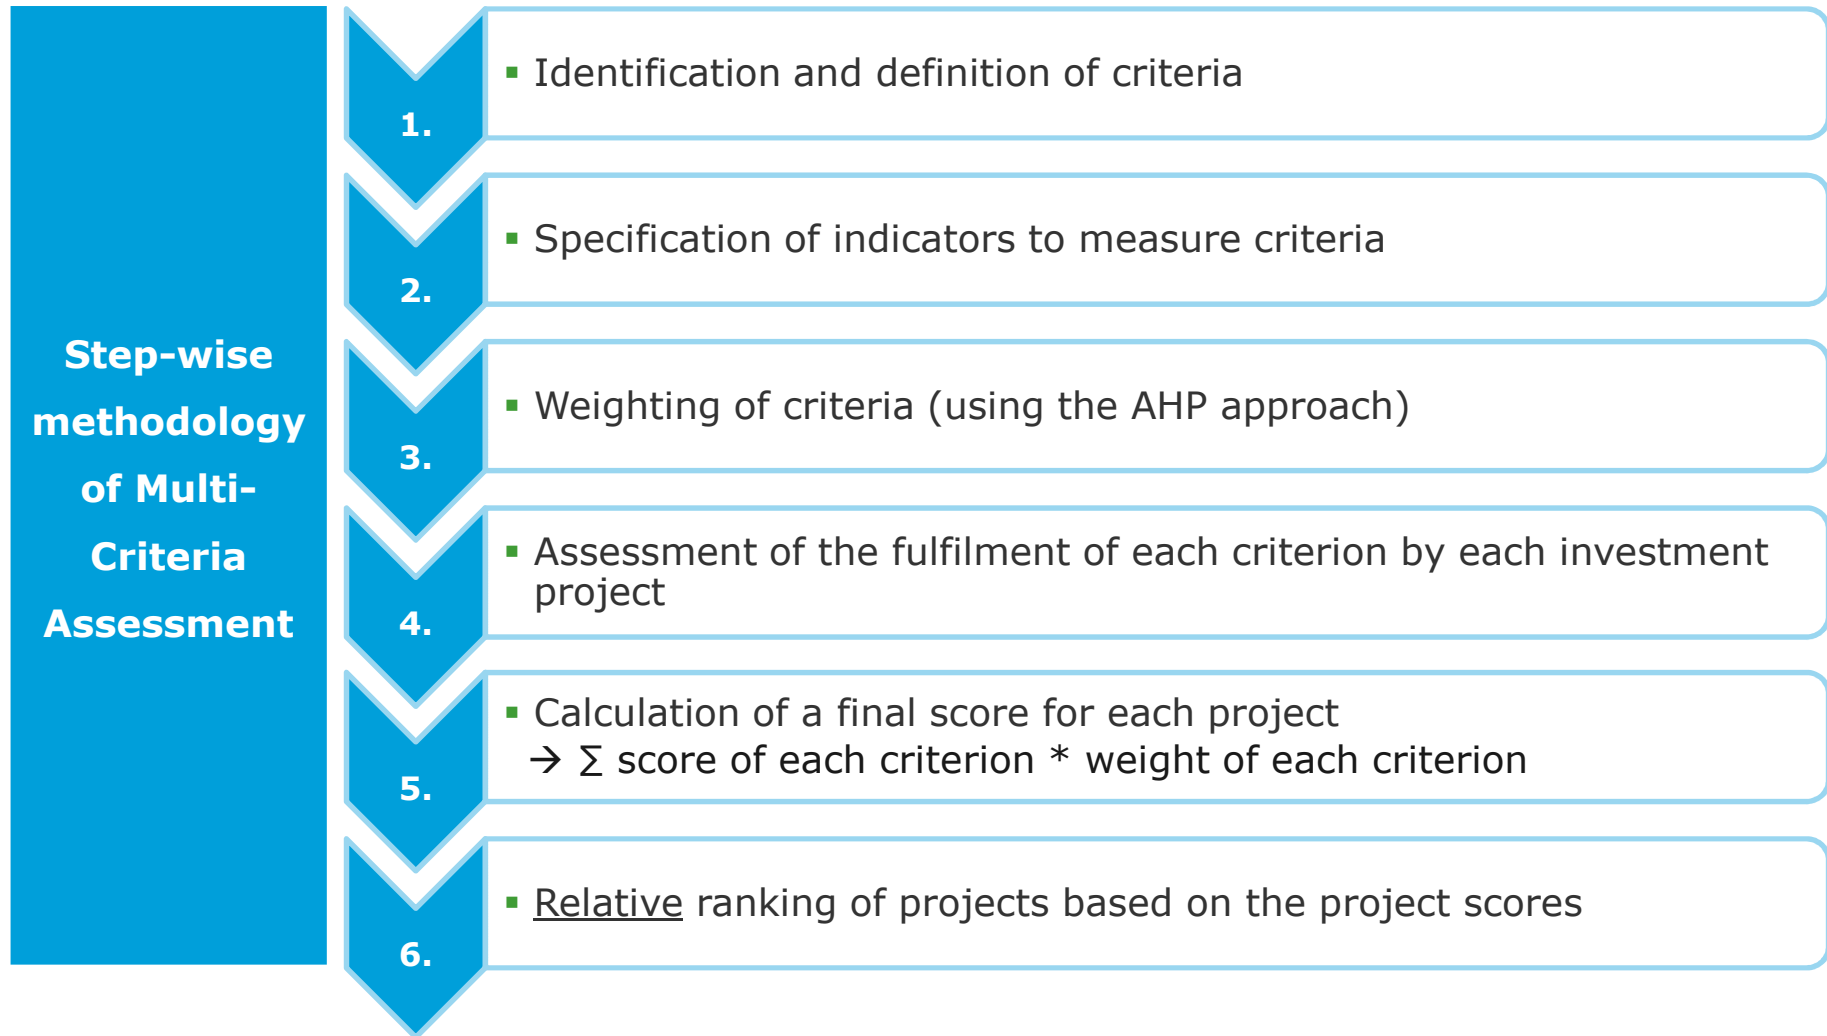 Step-wise
methodology
of Multi-
Criteria
Assessment
1.
▪ Identification and definition of criteria
2.
▪ Specification of indicators to measure criteria
3.
▪ Weighting of criteria (using the AHP approach)
4.
▪ Assessment of the fulfilment of each criterion by each investment
project
5.
▪ Calculation of a final score for each project
→ ∑ score of each criterion * weight of each criterion
6.
▪ Relative ranking of projects based on the project scores